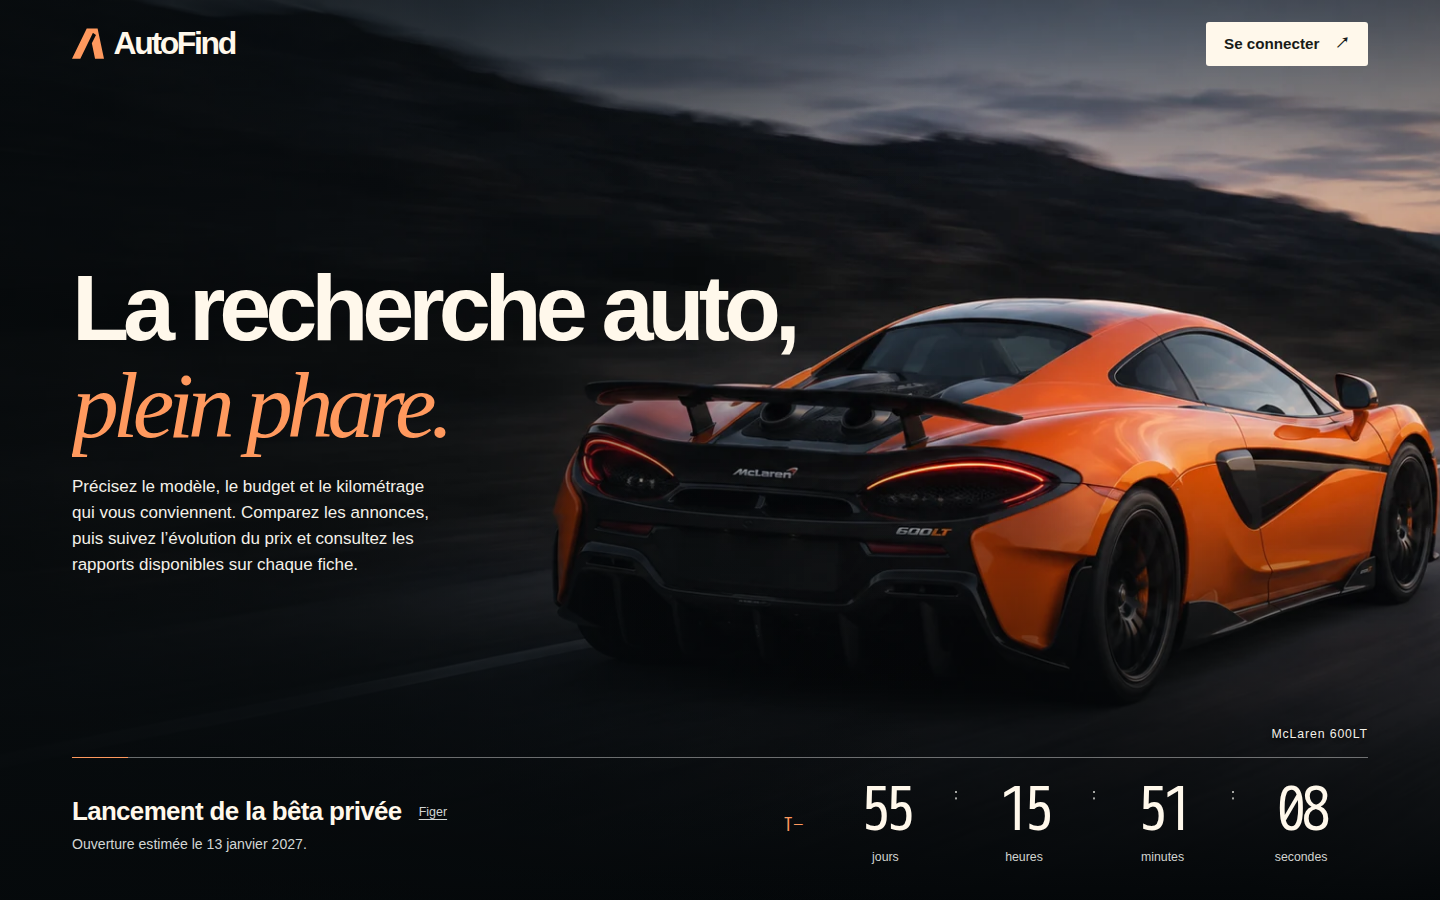 AutoFind
Se connecter ↗
La recherche auto,
plein phare.
Précisez le modèle, le budget et le kilométrage
qui vous conviennent. Comparez les annonces,
puis suivez l’évolution du prix et consultez les
rapports disponibles sur chaque fiche.
McLaren
600LT
McLaren 600LT
Lancement de la bêta privée Figer
Ouverture estimée le 13 janvier 2027.
T− 55 : 15 : 51 : 08
jours heures minutes secondes